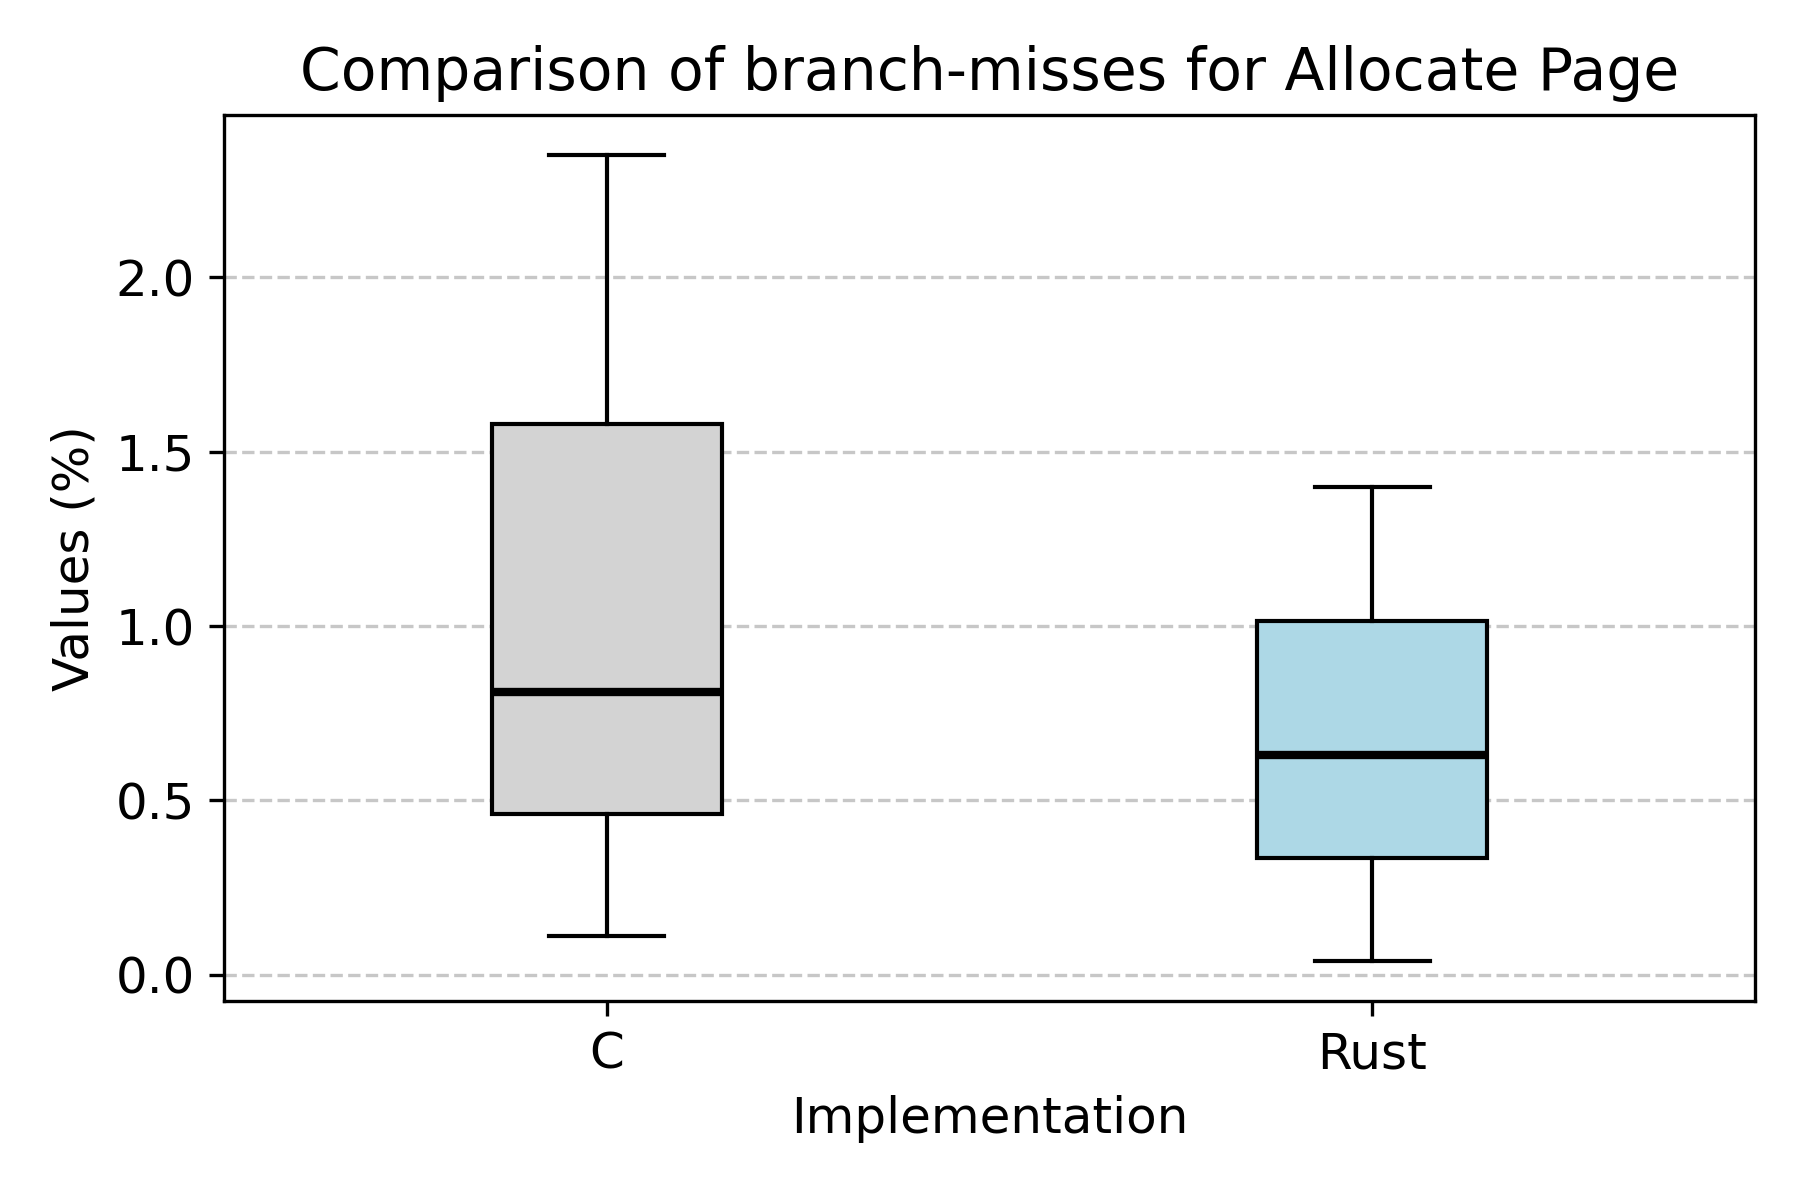 Comparison of branch-misses for Allocate Page
Values (%)
2.0
1.5
1.0
0.5
0.0
C
Rust
Implementation